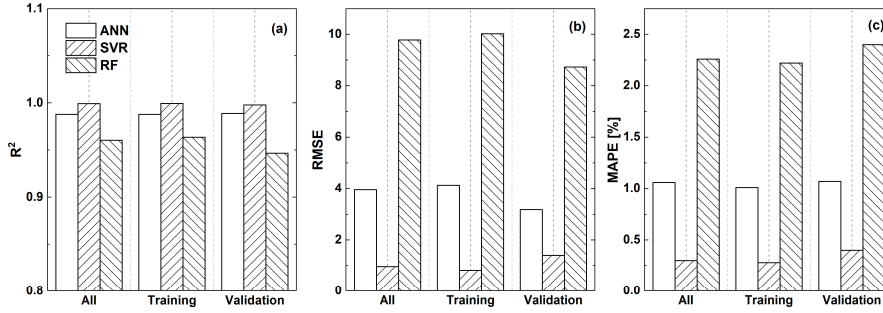 (a)
ANN
SVR
RF
1.1
1.0
0.9
0.8
R²
All Training Validation
(b)
10
8
6
4
2
0
RMSE
All Training Validation
(c)
2.5
2.0
1.5
1.0
0.5
0.0
MAPE [%]
All Training Validation